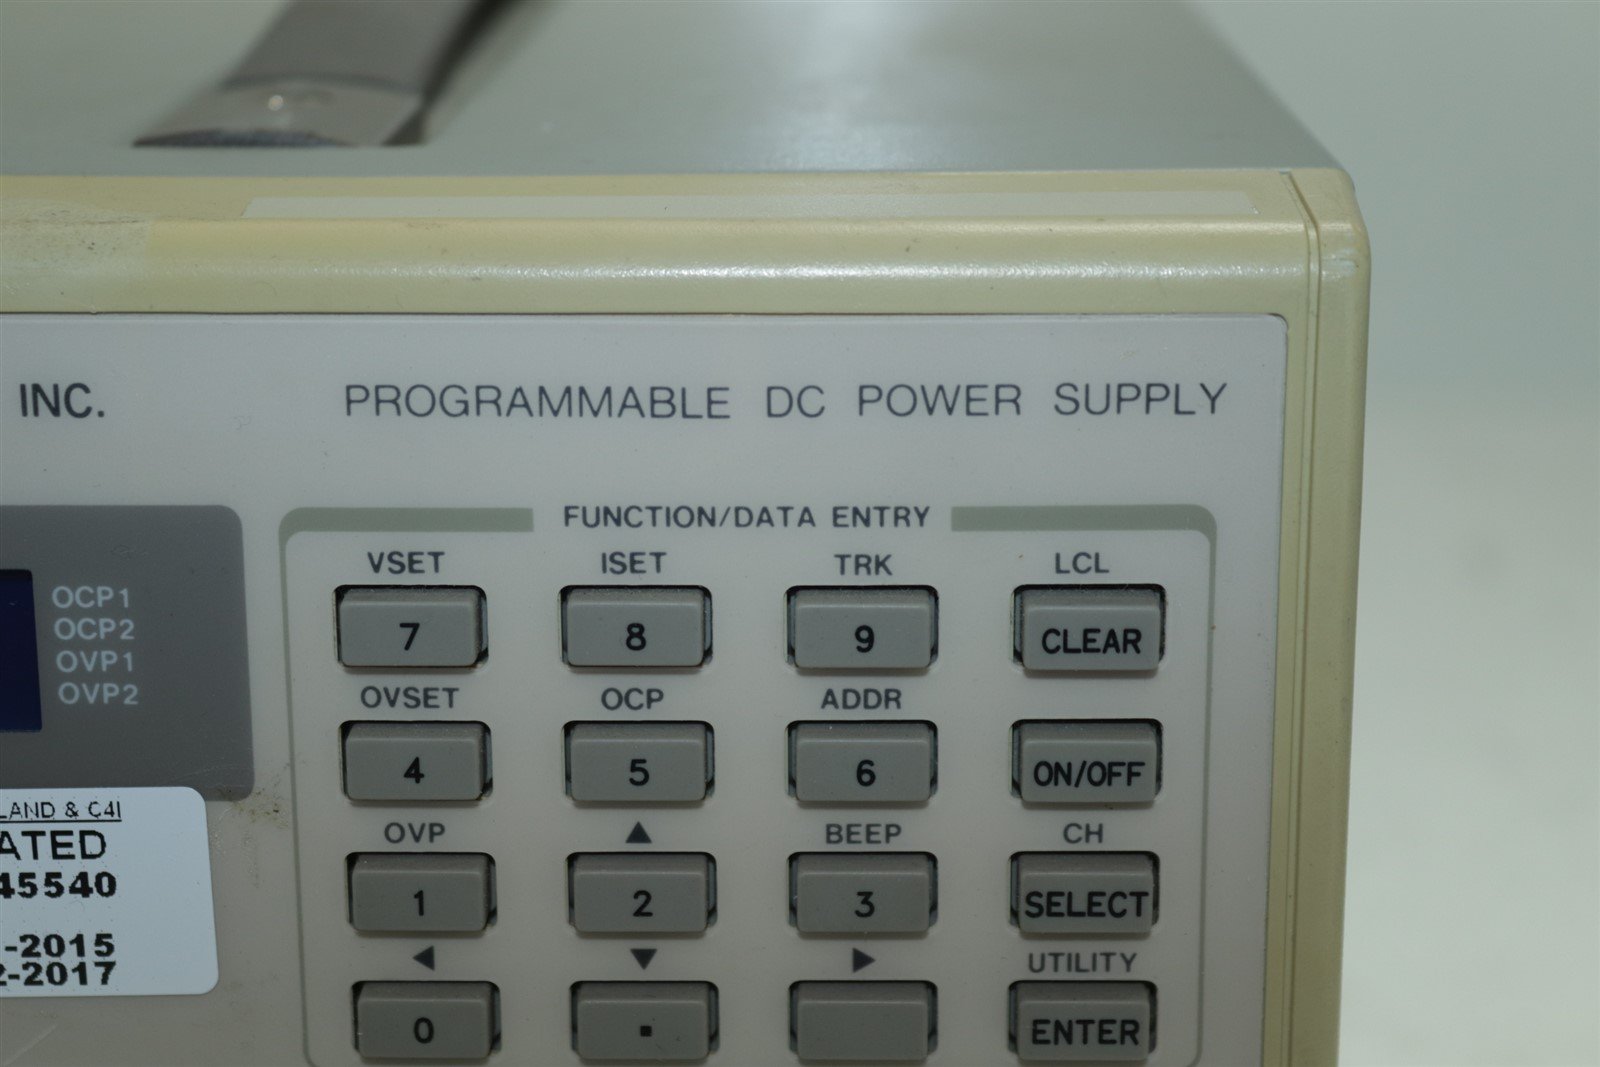 INC. PROGRAMMABLE DC POWER SUPPLY
FUNCTION/DATA ENTRY
VSET ISET TRK LCL
7 8 9 CLEAR
OVSET OCP ADDR
4 5 6 ON/OFF
OVP ▲ BEEP CH
1 2 3 SELECT
◀ ▼ ▶ UTILITY
0 . ENTER
OCP1
OCP2
OVP1
OVP2
LAND & C4I
ATED
45540
-2015
2-2017